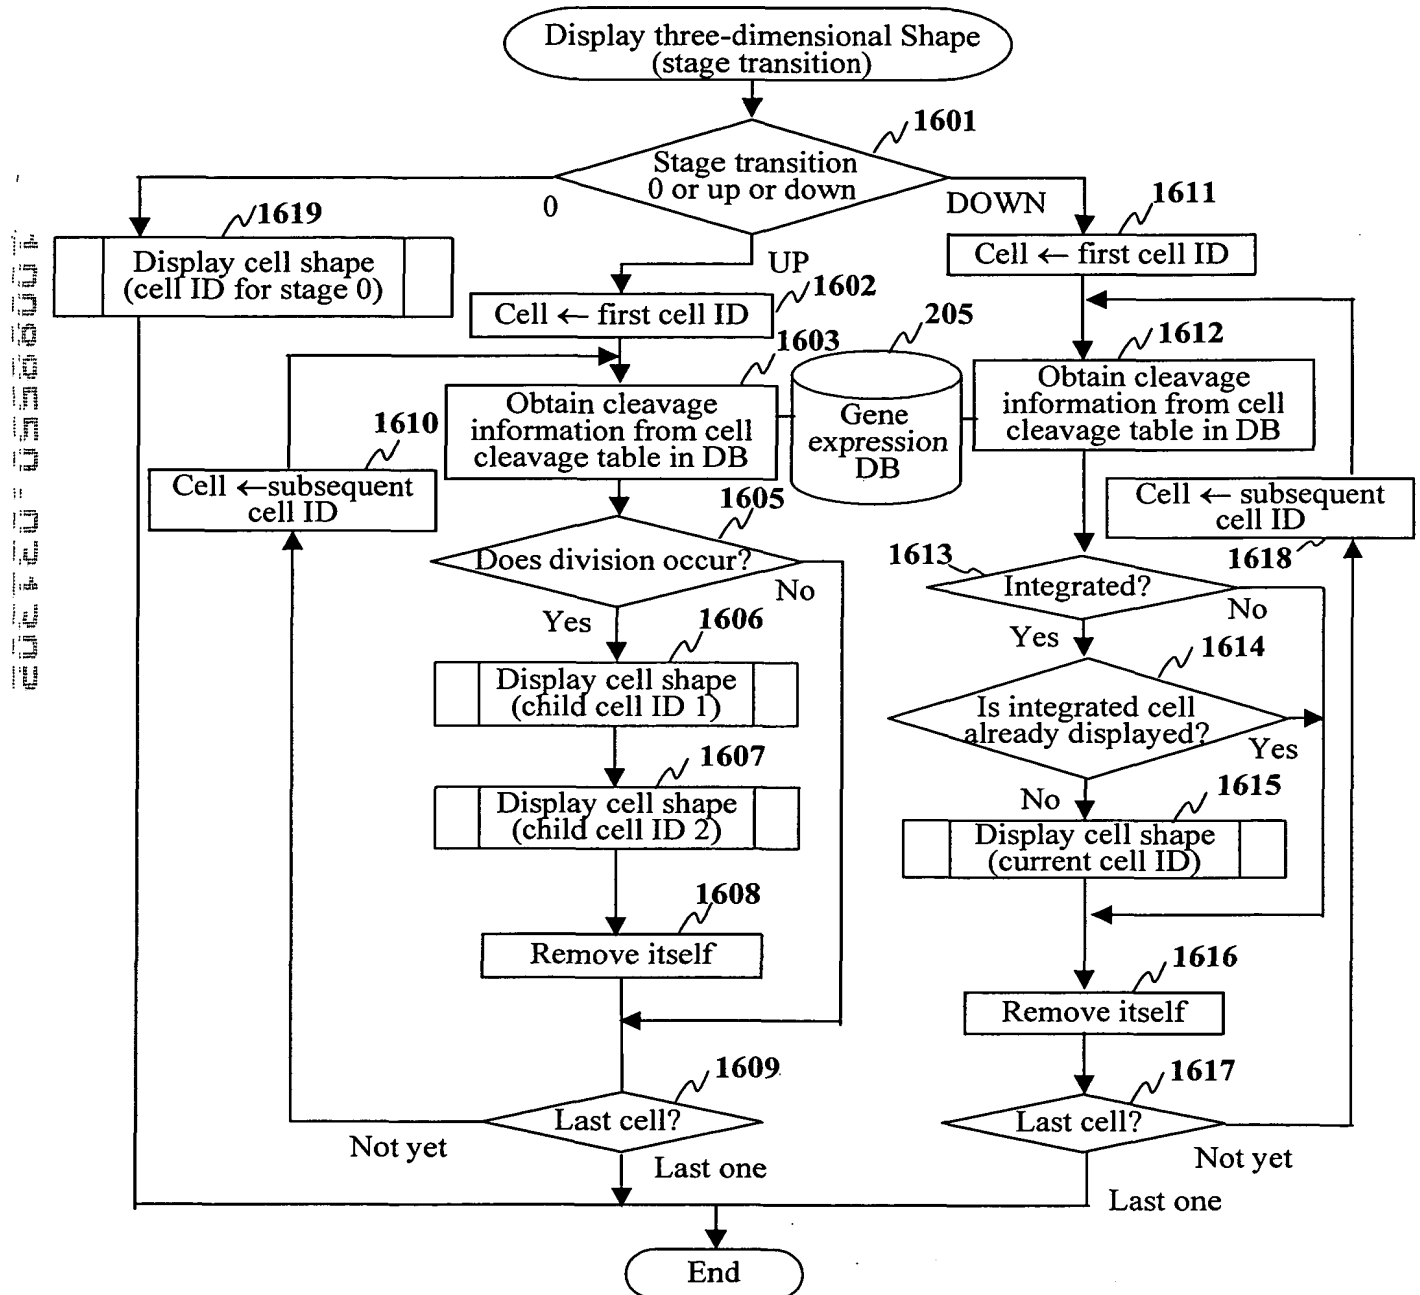 Display three-dimensional Shape
(stage transition)
1601
Stage transition
0 or up or down
0
DOWN
UP
1619
Display cell shape
(cell ID for stage 0)
1611
Cell ← first cell ID
1602
Cell ← first cell ID
1603
Obtain cleavage
information from cell
cleavage table in DB
205
Gene
expression
DB
1612
Obtain cleavage
information from cell
cleavage table in DB
1610
Cell ←subsequent
cell ID
Cell ← subsequent
cell ID
1618
1605
Does division occur?
No
Yes
1613
Integrated?
No
Yes
1606
Display cell shape
(child cell ID 1)
1614
Is integrated cell
already displayed?
Yes
No
1607
Display cell shape
(child cell ID 2)
1615
Display cell shape
(current cell ID)
1608
Remove itself
1616
Remove itself
1609
Last cell?
Not yet
Last one
1617
Last cell?
Not yet
Last one
End